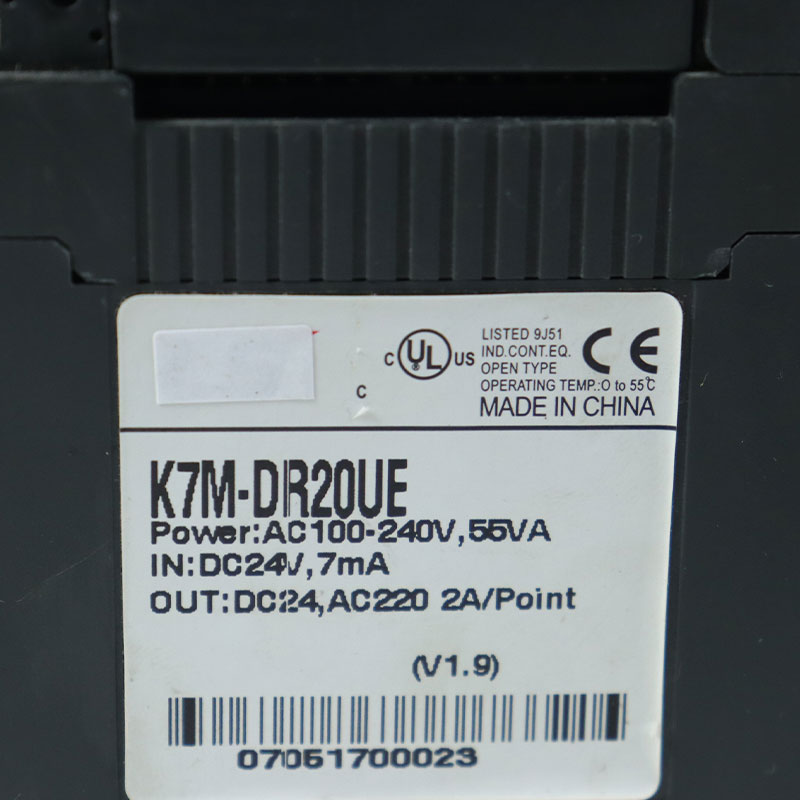 C UL US
LISTED 9J51
IND.CONT.EQ.
OPEN TYPE
OPERATING TEMP.:O to 55℃
MADE IN CHINA
CE
C
K7M-DR20UE
Power:AC100-240V,55VA
IN:DC24V,7mA
OUT:DC24,AC220 2A/Point
(V1.9)
07051700023